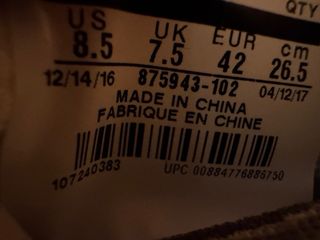 QTY
US UK EUR cm
8.5 7.5 42 26.5
12/14/16 875943-102 04/12/17
MADE IN CHINA
FABRIQUE EN CHINE
107240383
UPC 00884776886750